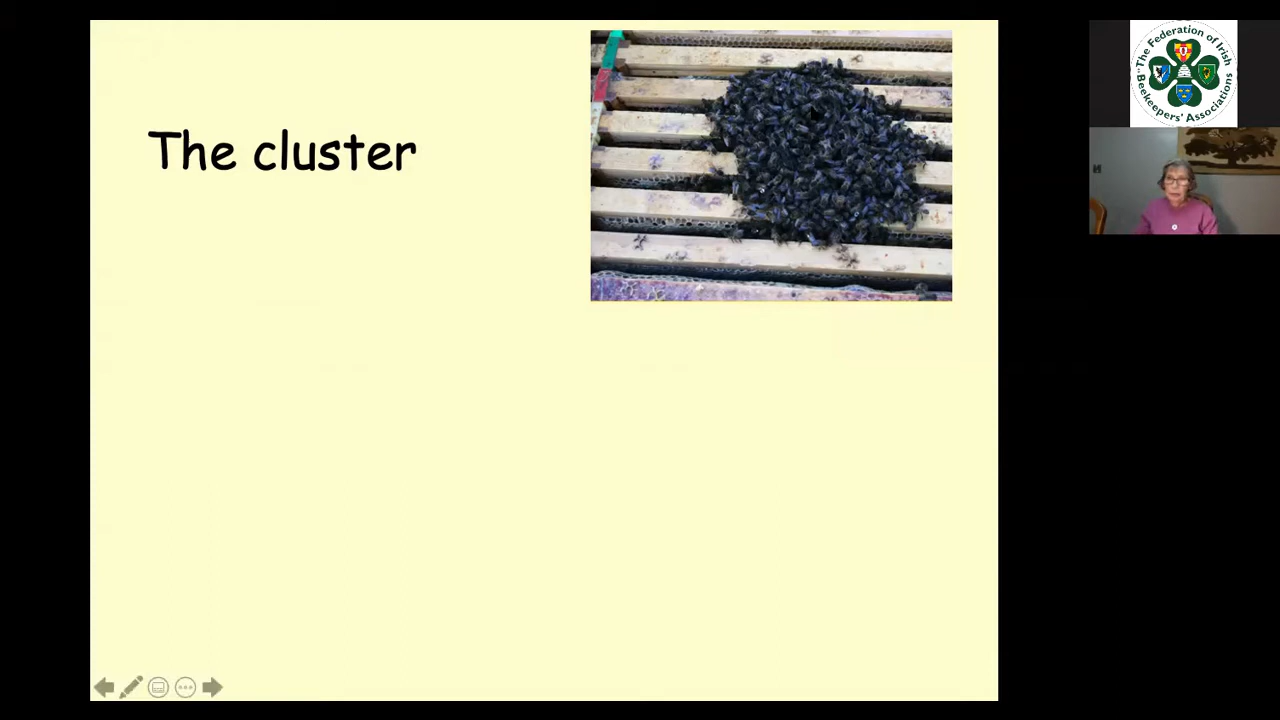 The cluster
"The Federation of Irish
Beekeepers' Associations"